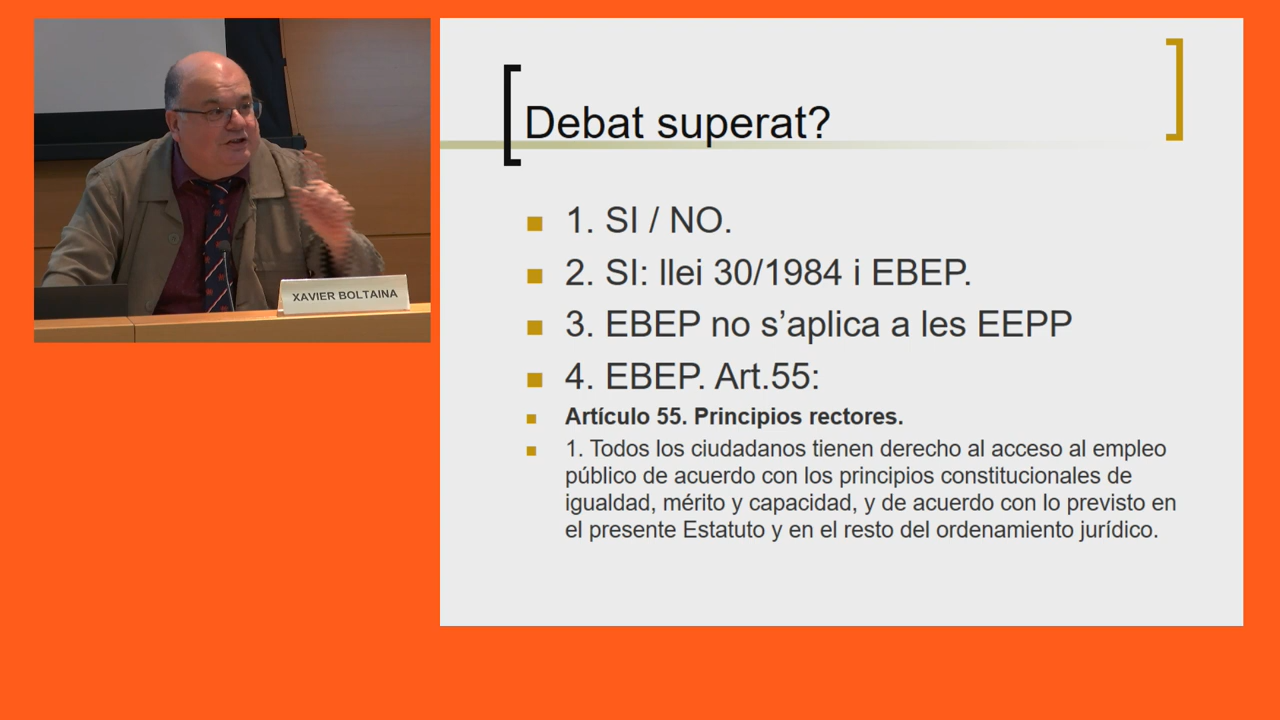 XAVIER BOLTAINA
Debat superat?
1. SI / NO.
2. SI: llei 30/1984 i EBEP.
3. EBEP no s’aplica a les EEPP
4. EBEP. Art.55:
Artículo 55. Principios rectores.
1. Todos los ciudadanos tienen derecho al acceso al empleo
público de acuerdo con los principios constitucionales de
igualdad, mérito y capacidad, y de acuerdo con lo previsto en
el presente Estatuto y en el resto del ordenamiento jurídico.